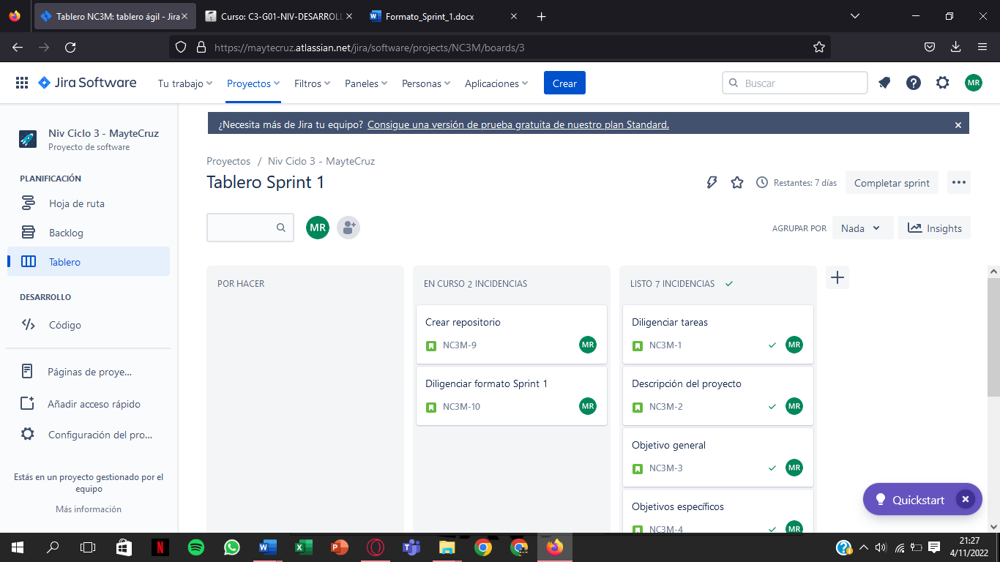 Tablero NC3M: tablero ágil - Jira
Curso: C3-G01-NIV-DESARROLL
Formato_Sprint_1.docx
https://maytecruz.atlassian.net/jira/software/projects/NC3M/boards/3
Jira Software
Tu trabajo
Proyectos
Filtros
Paneles
Personas
Aplicaciones
Crear
Buscar
MR
Niv Ciclo 3 - MayteCruz
Proyecto de software
PLANIFICACIÓN
Hoja de ruta
Backlog
Tablero
DESARROLLO
Código
Páginas de proye...
Añadir acceso rápido
Configuración del pro...
Estás en un proyecto gestionado por el
equipo
Más información
¿Necesita más de Jira tu equipo? Consigue una versión de prueba gratuita de nuestro plan Standard.
Proyectos / Niv Ciclo 3 - MayteCruz
Tablero Sprint 1
Restantes: 7 días
Completar sprint
MR
AGRUPAR POR
Nada
Insights
POR HACER
EN CURSO 2 INCIDENCIAS
Crear repositorio
NC3M-9
MR
Diligenciar formato Sprint 1
NC3M-10
MR
LISTO 7 INCIDENCIAS
Diligenciar tareas
NC3M-1
MR
Descripción del proyecto
NC3M-2
MR
Objetivo general
NC3M-3
MR
Objetivos específicos
NC3M-4
MR
Quickstart
21:27
4/11/2022